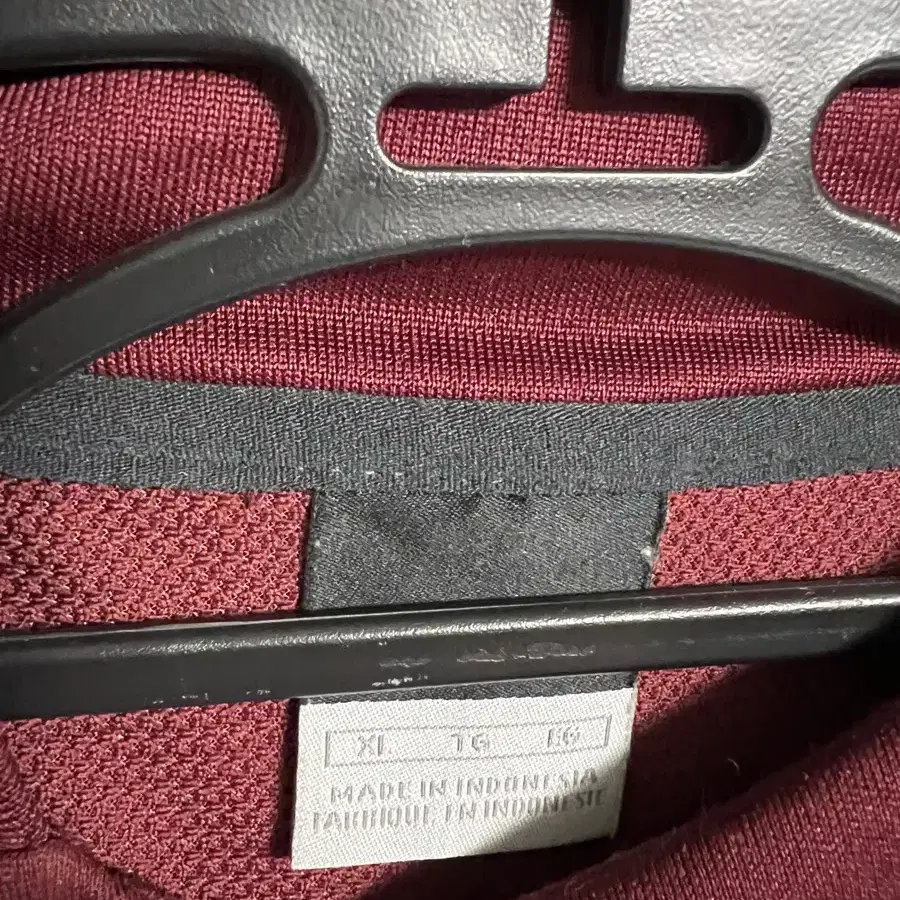 XL TG EG
MADE IN INDONESIA
FABRIQUE EN INDONESIE